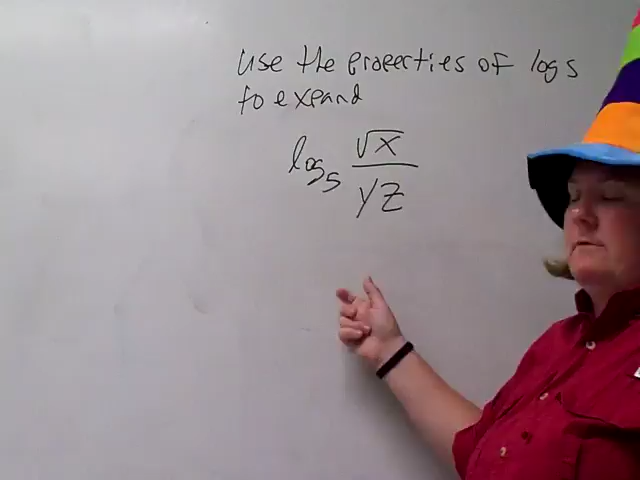 Use the properties of logs
to expand
log₅ √x / yz